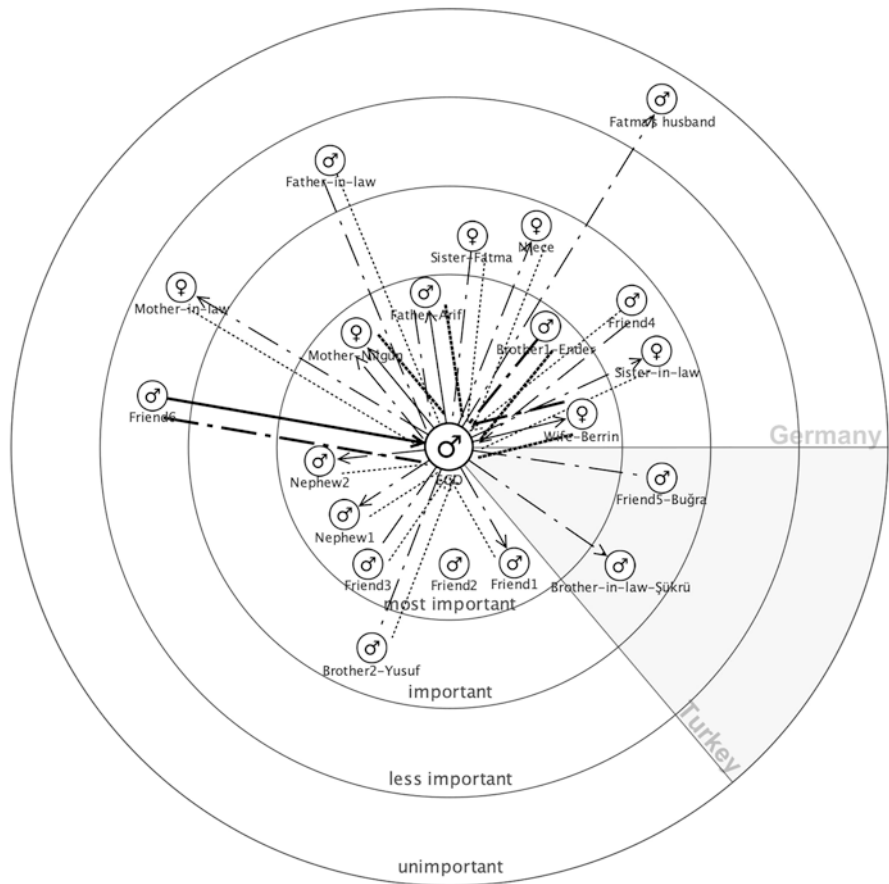 Fatma's husband
Father-in-law
Sister-Fatma
Niece
Mother-in-law
Father-Arif
Friend4
Mother-Nilgün
Brother1-Ender
Sister-in-law
Friend6
Wife-Berrin
Germany
EGO
Nephew2
Friend5-Buğra
Nephew1
Friend3
Friend2
Friend1
Brother-in-law-Şükrü
most important
Brother2-Yusuf
important
Turkey
less important
unimportant